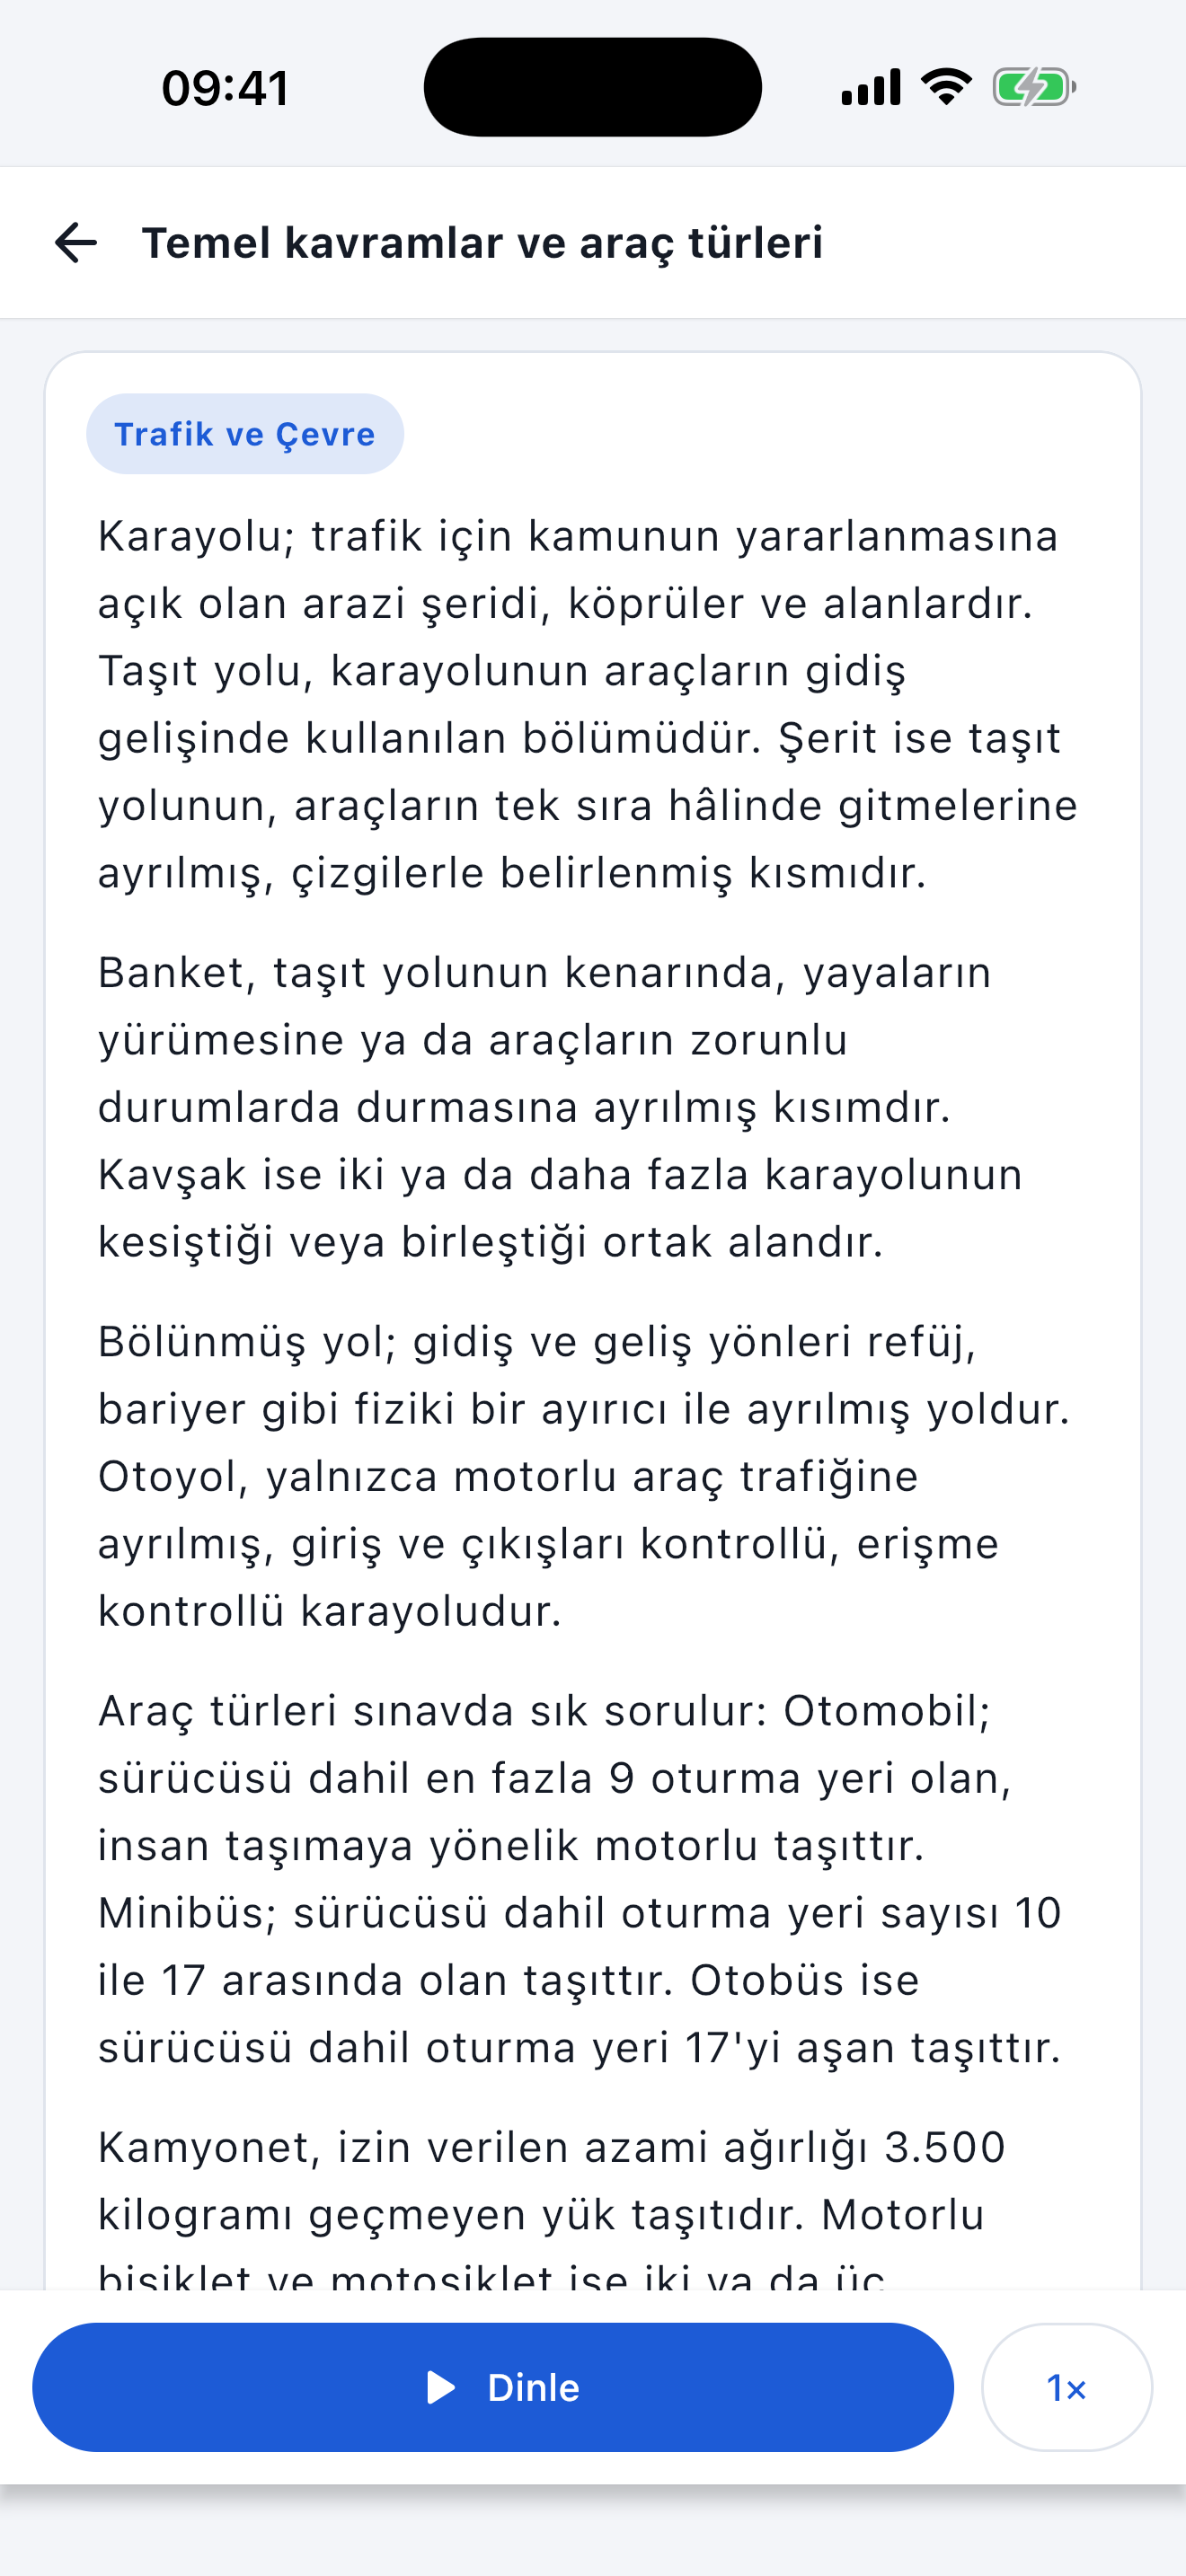 09:41
Temel kavramlar ve araç türleri
Trafik ve Çevre
Karayolu; trafik için kamunun yararlanmasına
açık olan arazi şeridi, köprüler ve alanlardır.
Taşıt yolu, karayolunun araçların gidiş
gelişinde kullanılan bölümüdür. Şerit ise taşıt
yolunun, araçların tek sıra hâlinde gitmelerine
ayrılmış, çizgilerle belirlenmiş kısmıdır.
Banket, taşıt yolunun kenarında, yayaların
yürümesine ya da araçların zorunlu
durumlarda durmasına ayrılmış kısımdır.
Kavşak ise iki ya da daha fazla karayolunun
kesiştiği veya birleştiği ortak alandır.
Bölünmüş yol; gidiş ve geliş yönleri refüj,
bariyer gibi fiziki bir ayırıcı ile ayrılmış yoldur.
Otoyol, yalnızca motorlu araç trafiğine
ayrılmış, giriş ve çıkışları kontrollü, erişme
kontrollü karayoludur.
Araç türleri sınavda sık sorulur: Otomobil;
sürücüsü dahil en fazla 9 oturma yeri olan,
insan taşımaya yönelik motorlu taşıttır.
Minibüs; sürücüsü dahil oturma yeri sayısı 10
ile 17 arasında olan taşıttır. Otobüs ise
sürücüsü dahil oturma yeri 17'yi aşan taşıttır.
Kamyonet, izin verilen azami ağırlığı 3.500
kilogramı geçmeyen yük taşıtıdır. Motorlu
bisiklet ve motosiklet ise iki ya da üç
Dinle
1×